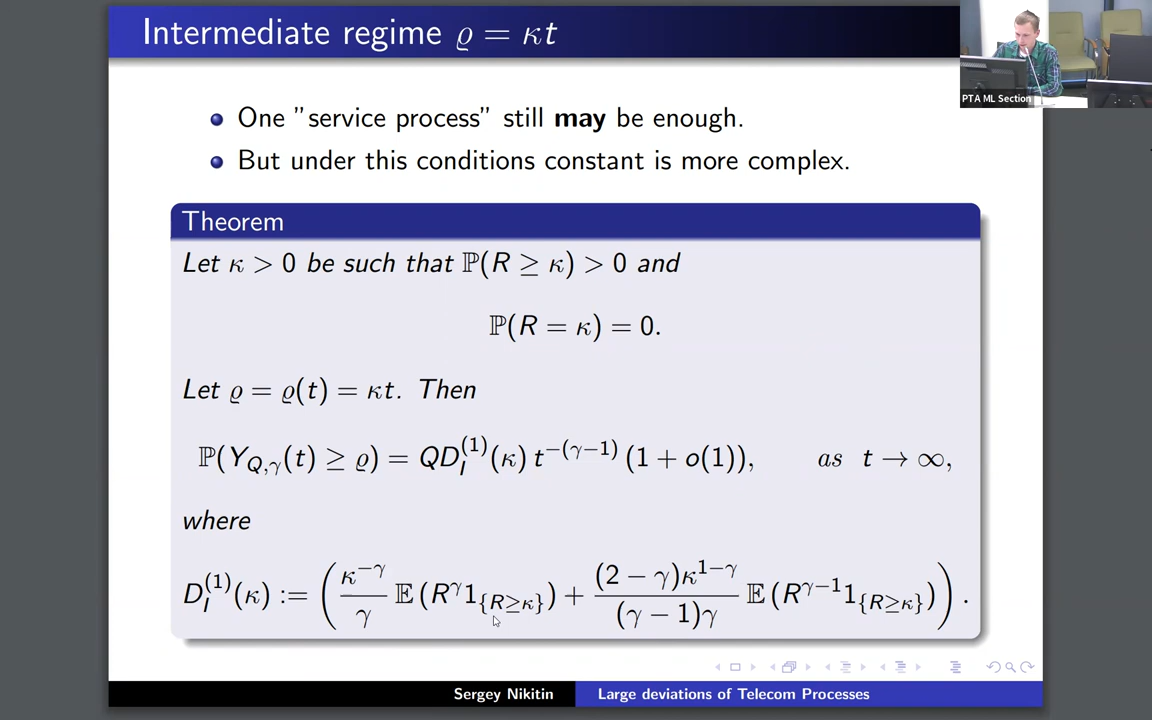 Intermediate regime ϱ = κt
PTA ML Section
One "service process" still may be enough.
But under this conditions constant is more complex.
Theorem
Let κ > 0 be such that ℙ(R ≥ κ) > 0 and
ℙ(R = κ) = 0.
Let ϱ = ϱ(t) = κt. Then
ℙ(Y_{Q,γ}(t) ≥ ϱ) = QD_I^{(1)}(κ) t^{−(γ−1)} (1 + o(1)), as t → ∞,
where
D_I^{(1)}(κ) := ( \frac{κ^{−γ}}{γ} 𝔼 (R^γ 1_{\{R≥κ\}}) + \frac{(2 − γ)κ^{1−γ}}{(γ − 1)γ} 𝔼 (R^{γ−1} 1_{\{R≥κ\}}) ).
Sergey Nikitin Large deviations of Telecom Processes